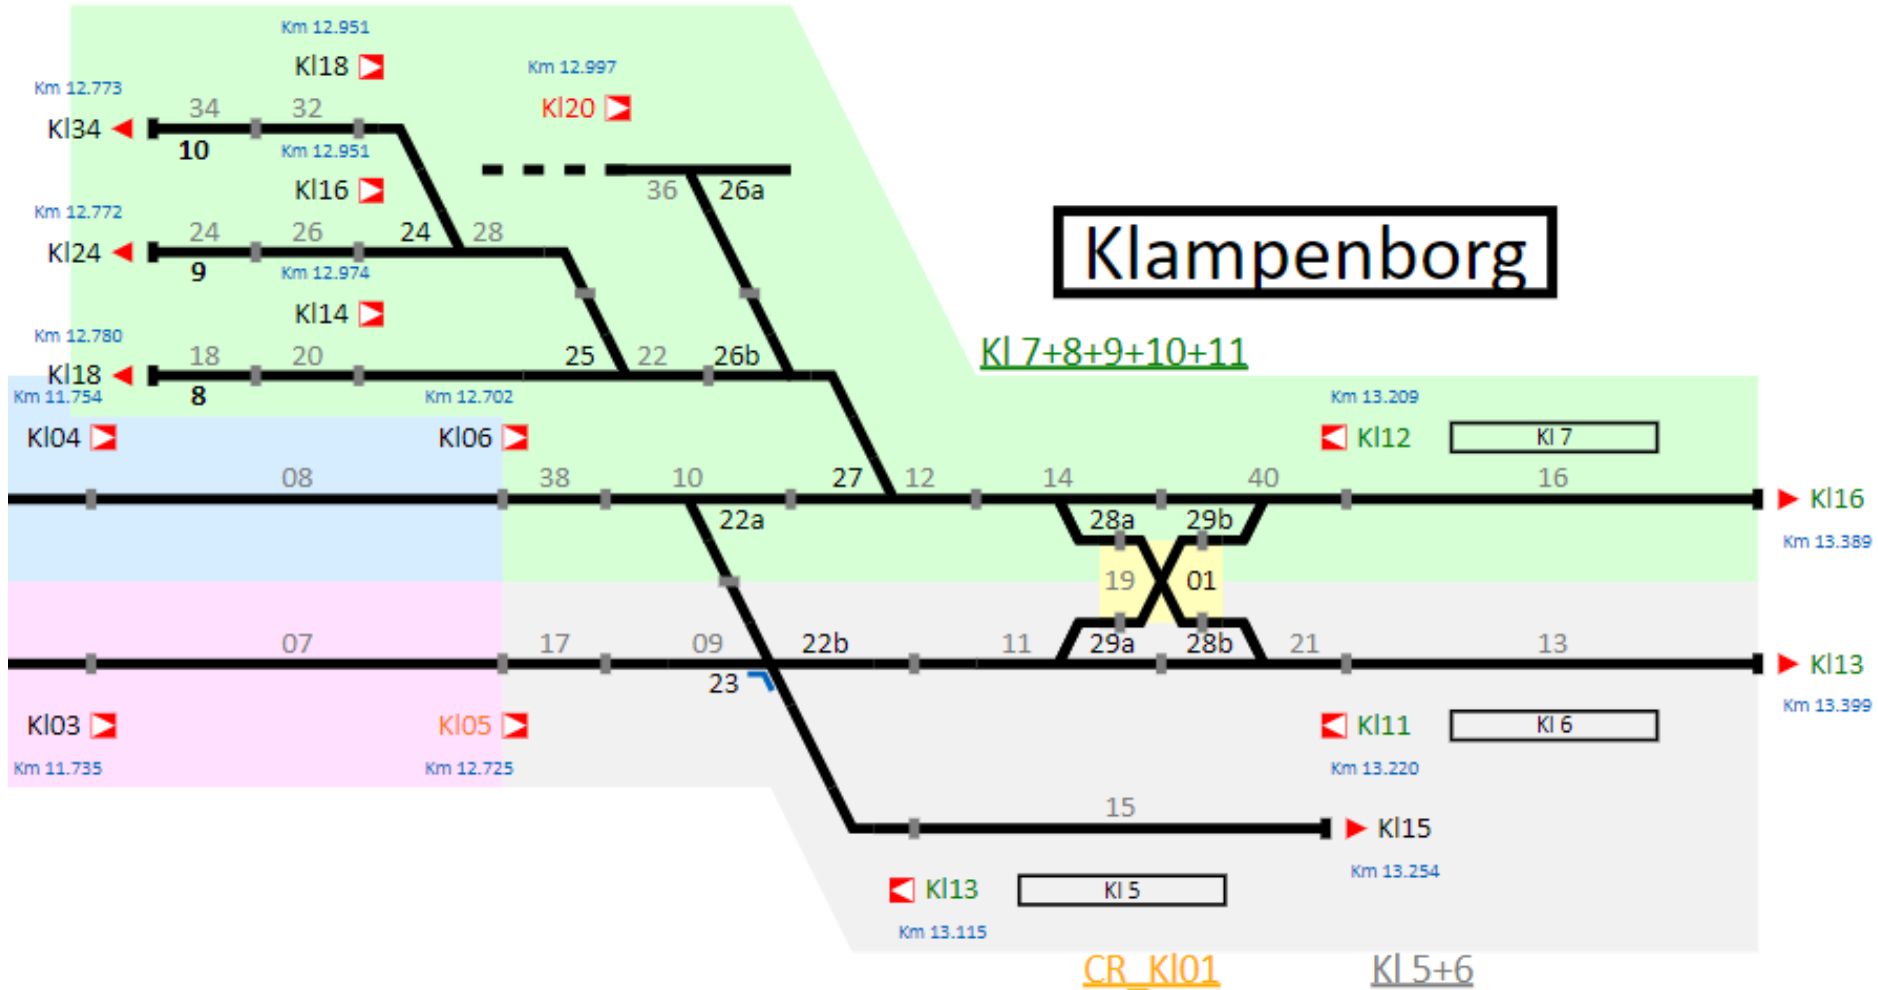 Km 12.951
Kl18
Km 12.997
Km 12.773
34 32
Kl20
Kl34
10
Km 12.951
Kl16
36 26a
Km 12.772
24 26 24 28
Kl24
9
Km 12.974
Klampenborg
Kl14
Km 12.780
18 20 25 22 26b
Kl 7+8+9+10+11
Kl18
8
Km 11.754 Km 12.702 Km 13.209
Kl04 Kl06 Kl12 Kl 7
08 38 10 27 12 14 40 16
Kl16
22a 28a 29b
Km 13.389
19 01
07 17 09 22b 11 29a 28b 21 13
Kl13
23
Km 13.399
Kl03 Kl05 Kl11 Kl 6
Km 11.735 Km 12.725 Km 13.220
15
Kl15
Km 13.254
Kl13 Kl 5
Km 13.115
CR_Kl01 Kl 5+6